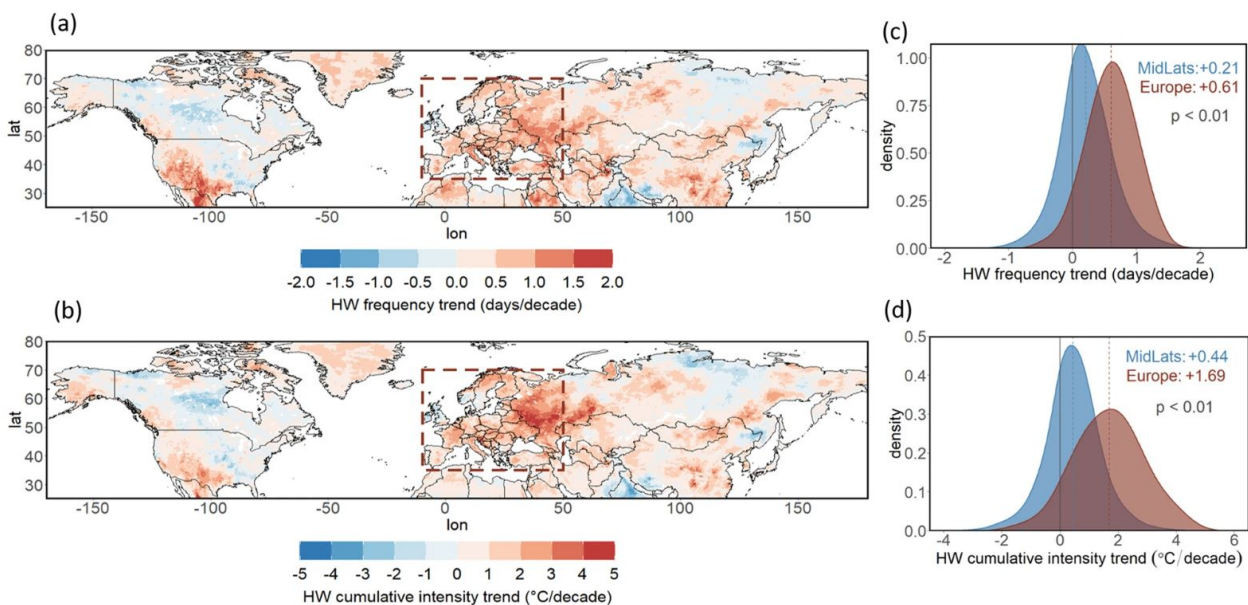 (a)
80
70
60
50
40
30
lat
-150 -100 -50 0 50 100 150
lon
-2.0 -1.5 -1.0 -0.5 0.0 0.5 1.0 1.5 2.0
HW frequency trend (days/decade)
(b)
80
70
60
50
40
30
lat
-150 -100 -50 0 50 100 150
lon
-5 -4 -3 -2 -1 0 1 2 3 4 5
HW cumulative intensity trend (°C/decade)
(c)
1.00
0.75
0.50
0.25
0.00
density
MidLats:+0.21
Europe: +0.61
p < 0.01
-2 -1 0 1 2
HW frequency trend (days/decade)
(d)
0.5
0.4
0.3
0.2
0.1
0.0
density
MidLats:+0.44
Europe: +1.69
p < 0.01
-4 -2 0 2 4 6
HW cumulative intensity trend (°C/decade)